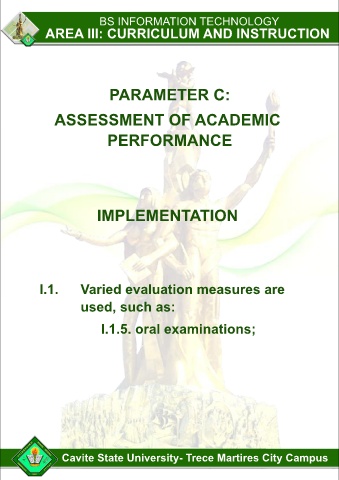 BS INFORMATION TECHNOLOGY
AREA III: CURRICULUM AND INSTRUCTION
PARAMETER C:
ASSESSMENT OF ACADEMIC
PERFORMANCE
IMPLEMENTATION
I.1. Varied evaluation measures are
used, such as:
I.1.5. oral examinations;
Cavite State University- Trece Martires City Campus